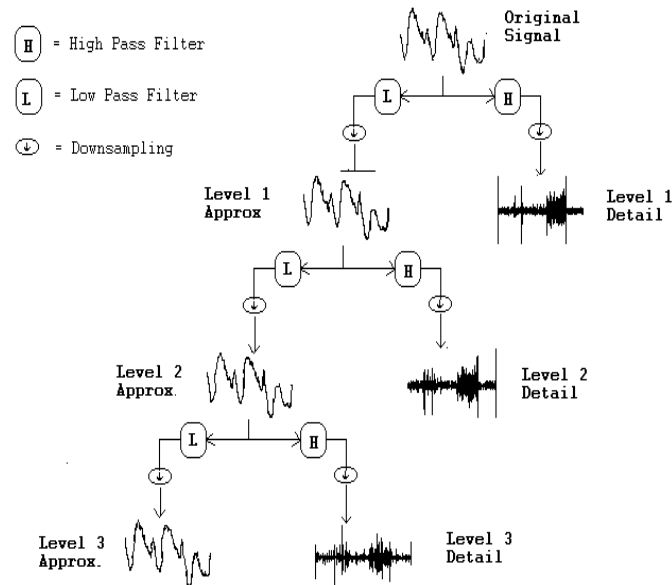 Original
Signal
H = High Pass Filter
L = Low Pass Filter
= Downsampling
L
H
Level 1
Approx
Level 1
Detail
L
H
Level 2
Approx.
Level 2
Detail
L
H
Level 3
Approx.
Level 3
Detail